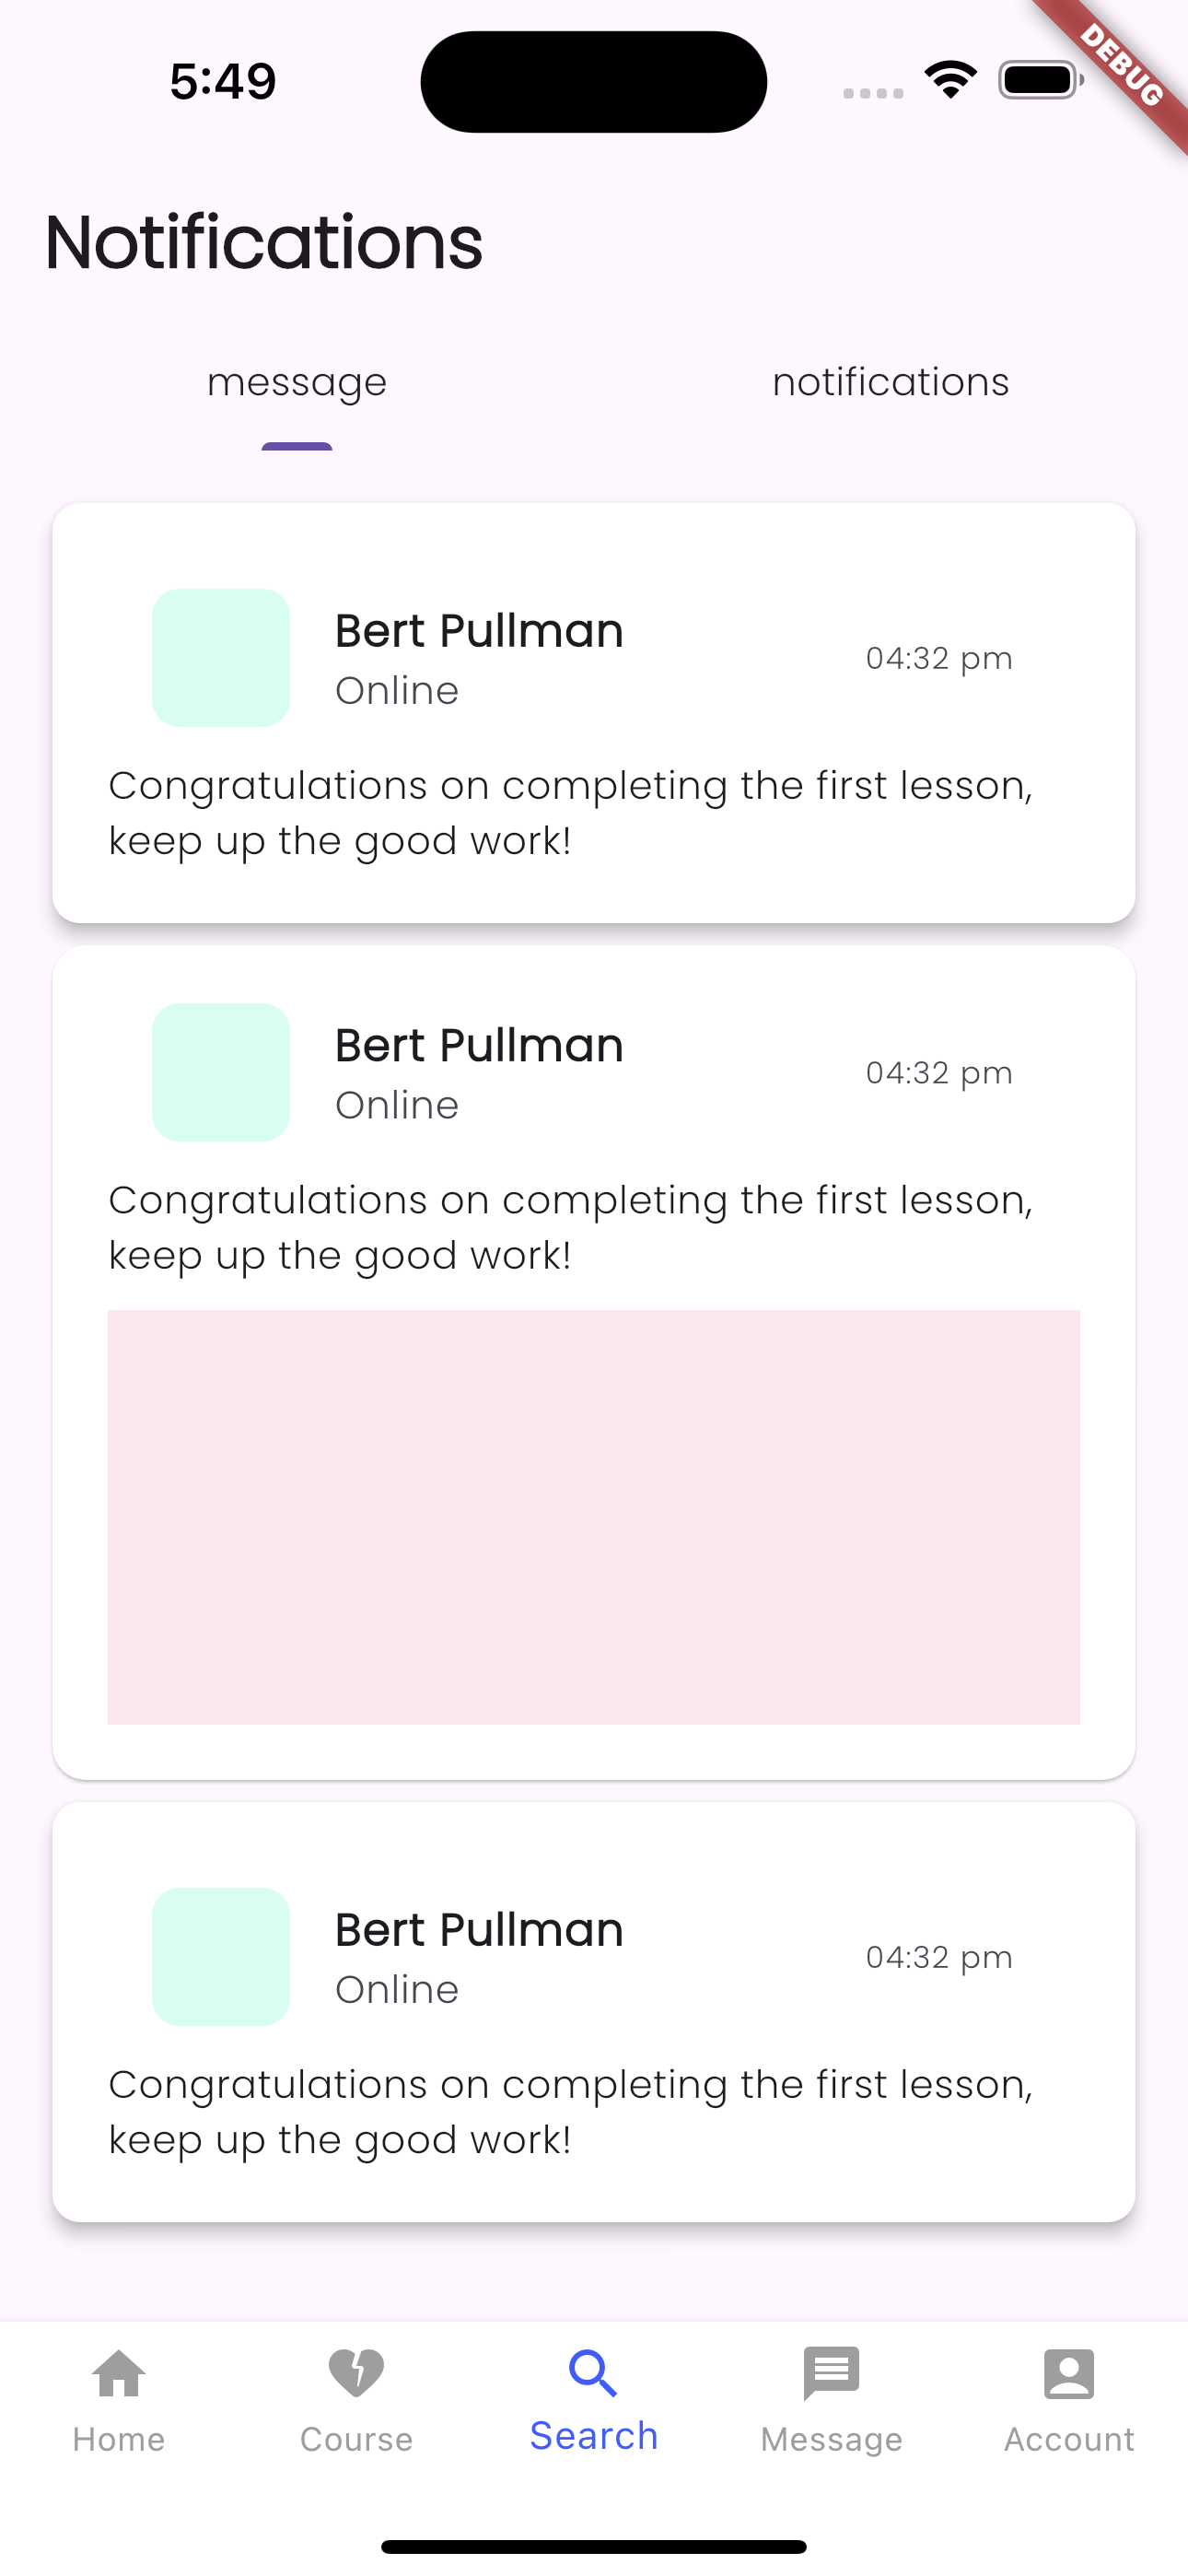 5:49
DEBUG
Notifications
message
notifications
Bert Pullman
Online
04:32 pm
Congratulations on completing the first lesson,
keep up the good work!
Bert Pullman
Online
04:32 pm
Congratulations on completing the first lesson,
keep up the good work!
Bert Pullman
Online
04:32 pm
Congratulations on completing the first lesson,
keep up the good work!
Home
Course
Search
Message
Account